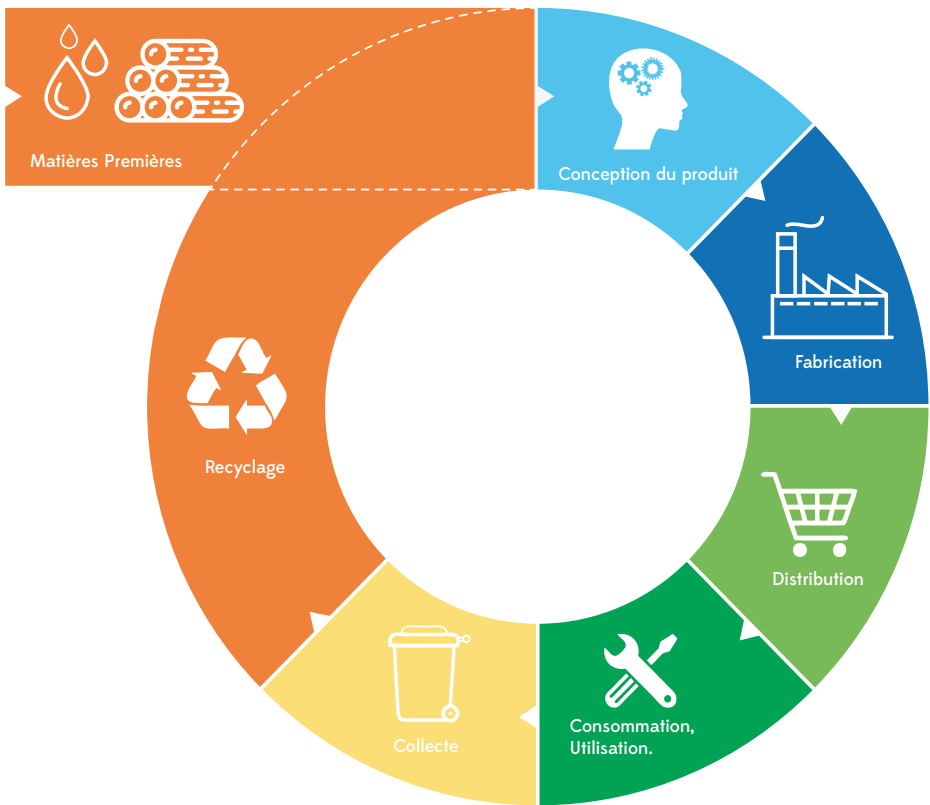 Matières Premières
Conception du produit
Fabrication
Distribution
Consommation,
Utilisation.
Collecte
Recyclage